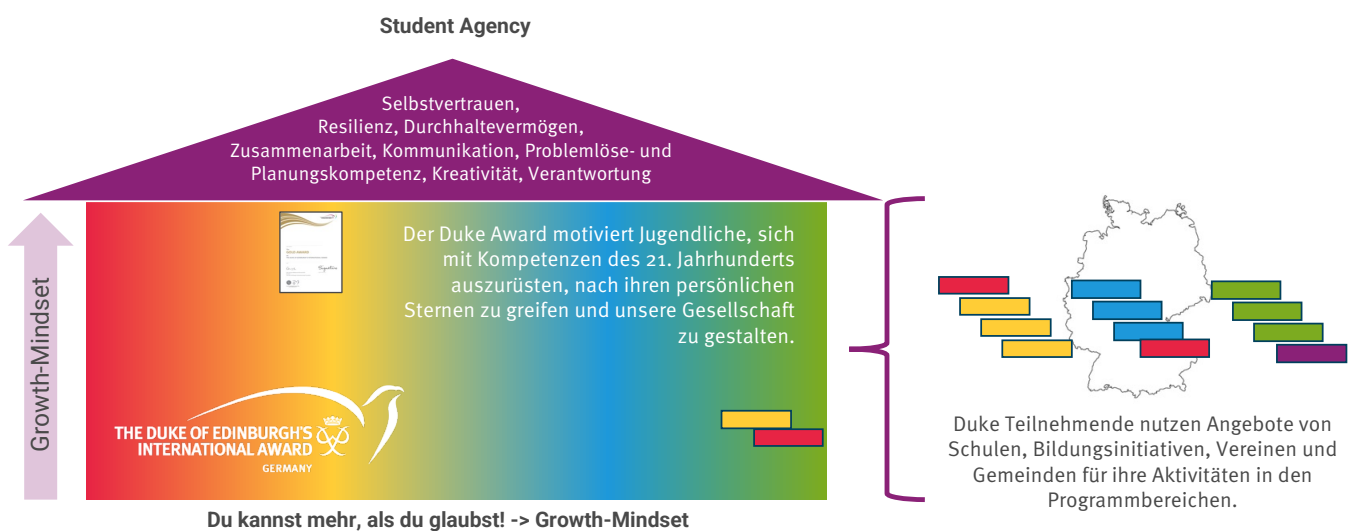 Student Agency
Selbstvertrauen,
Resilienz, Durchhaltevermögen,
Zusammenarbeit, Kommunikation, Problemlöse- und
Planungskompetenz, Kreativität, Verantwortung
Growth-Mindset
Der Duke Award motiviert Jugendliche, sich
mit Kompetenzen des 21. Jahrhunderts
auszurüsten, nach ihren persönlichen
Sternen zu greifen und unsere Gesellschaft
zu gestalten.
THE DUKE OF EDINBURGH'S
INTERNATIONAL AWARD
GERMANY
Du kannst mehr, als du glaubst! -> Growth-Mindset
Duke Teilnehmende nutzen Angebote von
Schulen, Bildungsinitiativen, Vereinen und
Gemeinden für ihre Aktivitäten in den
Programmbereichen.